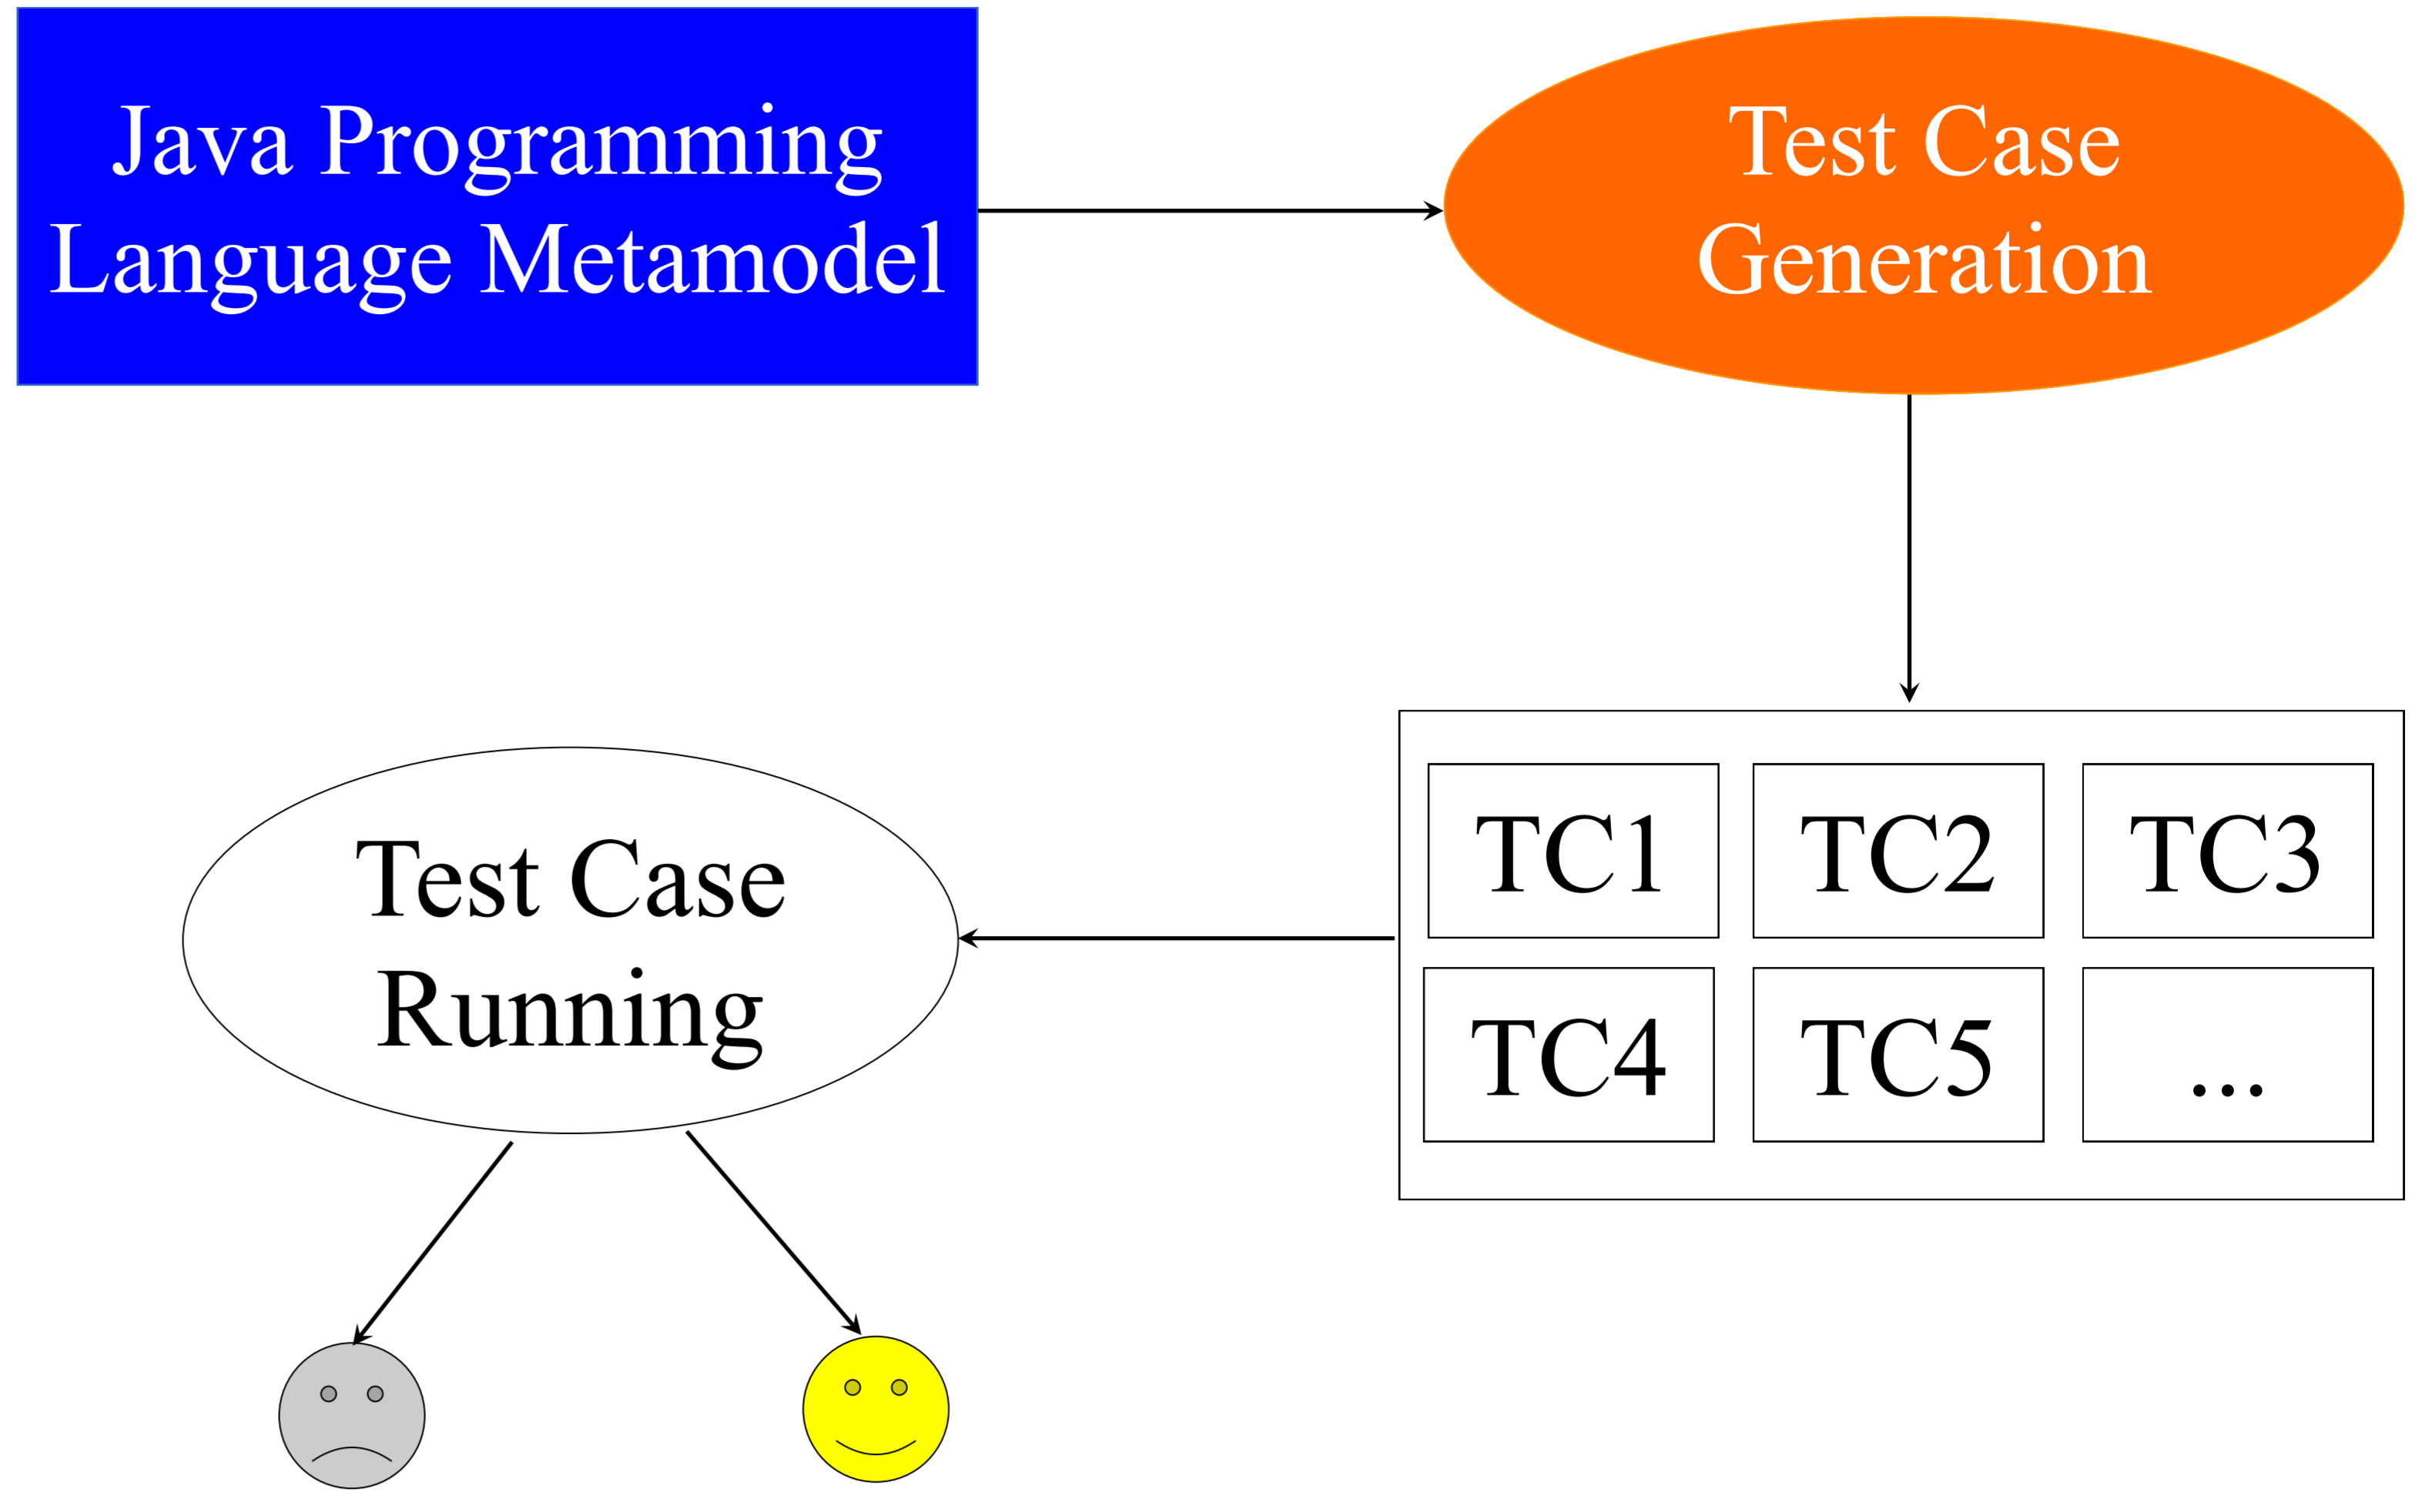 Java Programming
Language Metamodel
Test Case
Generation
TC1
TC2
TC3
TC4
TC5
...
Test Case
Running